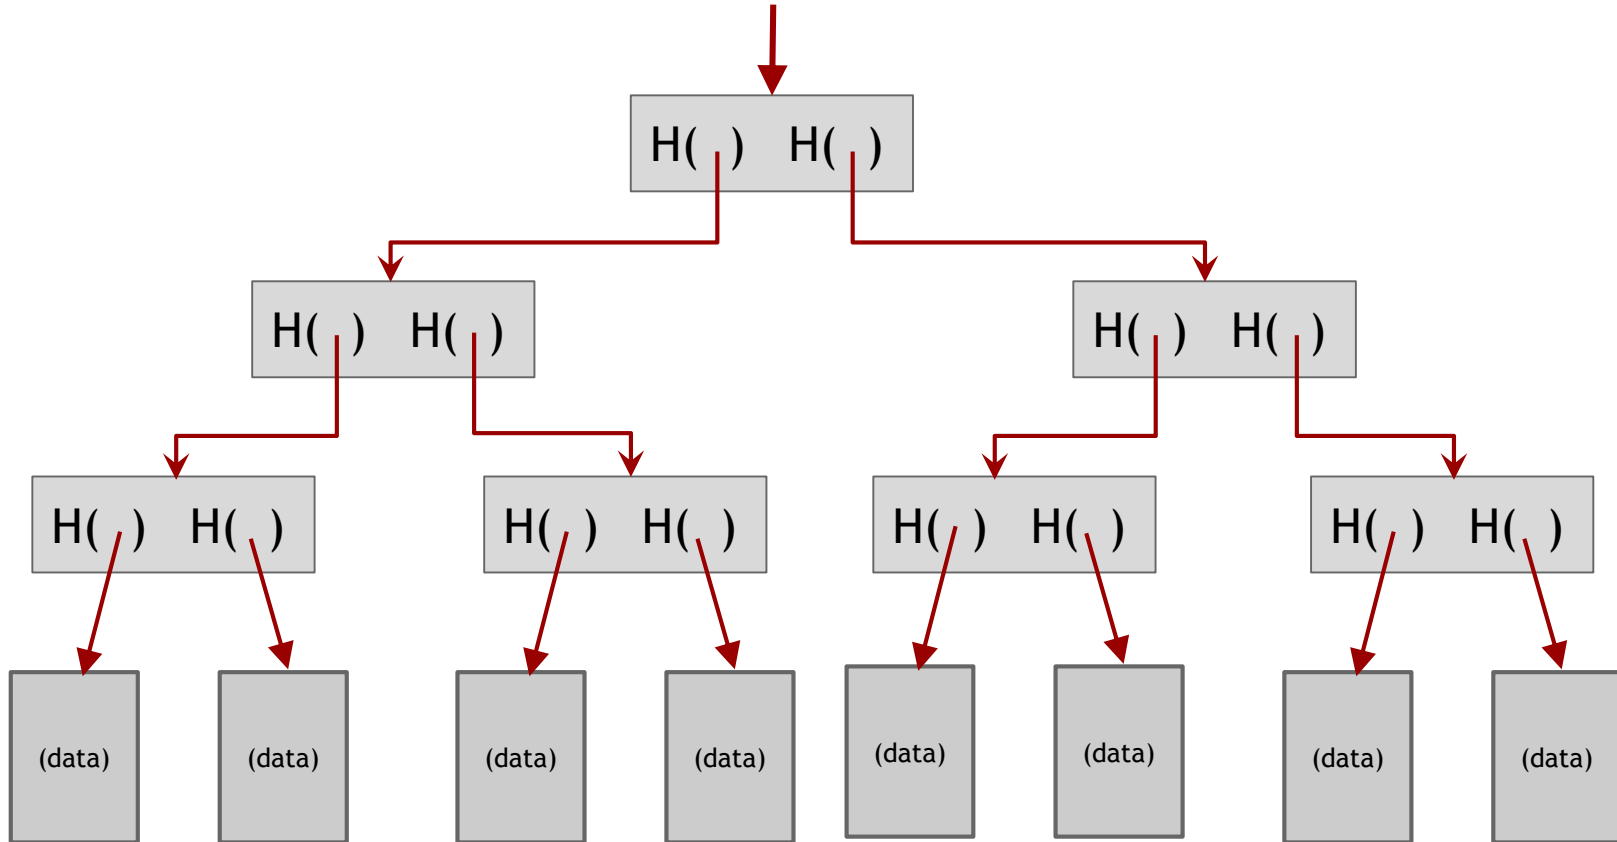 H( ) H( )
H( ) H( ) H( ) H( )
H( ) H( ) H( ) H( ) H( ) H( ) H( ) H( )
(data) (data) (data) (data) (data) (data) (data) (data)